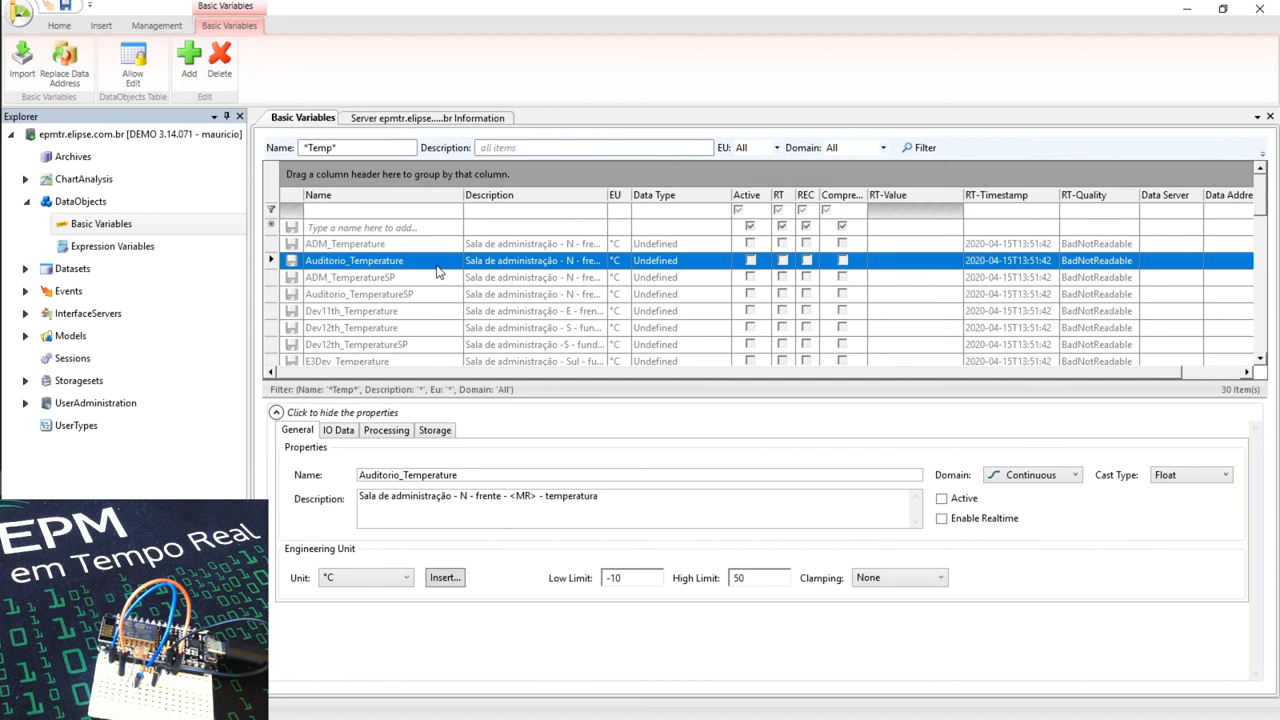 Basic Variables
Home Insert Management Basic Variables
Import Replace Data Address Allow Edit Add Delete
Basic Variables DataObjects Table Edit
Explorer
epmtr.elipse.com.br [DEMO 3.14.071 - mauricio]
Archives
ChartAnalysis
DataObjects
Basic Variables
Expression Variables
Datasets
Events
InterfaceServers
Models
Sessions
Storagesets
UserAdministration
UserTypes
Basic Variables Server epmtr.elipse.....br Information
Name: *Temp* Description: all items EU: All Domain: All Filter
Drag a column header here to group by that column.
Name Description EU Data Type Active RT REC Compre... RT-Value RT-Timestamp RT-Quality Data Server Data Addre
Type a name here to add...
ADM_Temperature Sala de administração - N - fre... °C Undefined 2020-04-15T13:51:42 BadNotReadable
Auditorio_Temperature Sala de administração - N - fre... °C Undefined 2020-04-15T13:51:42 BadNotReadable
ADM_TemperatureSP Sala de administração - N - fre... °C Undefined 2020-04-15T13:51:42 BadNotReadable
Auditorio_TemperatureSP Sala de administração - N - fre... °C Undefined 2020-04-15T13:51:42 BadNotReadable
Dev11th_Temperature Sala de administração - E - fren... °C Undefined 2020-04-15T13:51:42 BadNotReadable
Dev12th_Temperature Sala de administração - S - fun... °C Undefined 2020-04-15T13:51:42 BadNotReadable
Dev12th_TemperatureSP Sala de administração -S - fund... °C Undefined 2020-04-15T13:51:42 BadNotReadable
E3Dev_Temperature Sala de administração - Sul - fu... °C Undefined 2020-04-15T13:51:42 BadNotReadable
Filter: (Name: '*Temp*', Description: '*', Eu: '*', Domain: 'All') 30 Item(s)
Click to hide the properties
General IO Data Processing Storage
Properties
Name: Auditorio_Temperature Domain: Continuous Cast Type: Float
Description: Sala de administração - N - frente - <MR> - temperatura
Active
Enable Realtime
Engineering Unit
Unit: °C Insert... Low Limit: -10 High Limit: 50 Clamping: None
EPM
em Tempo Real